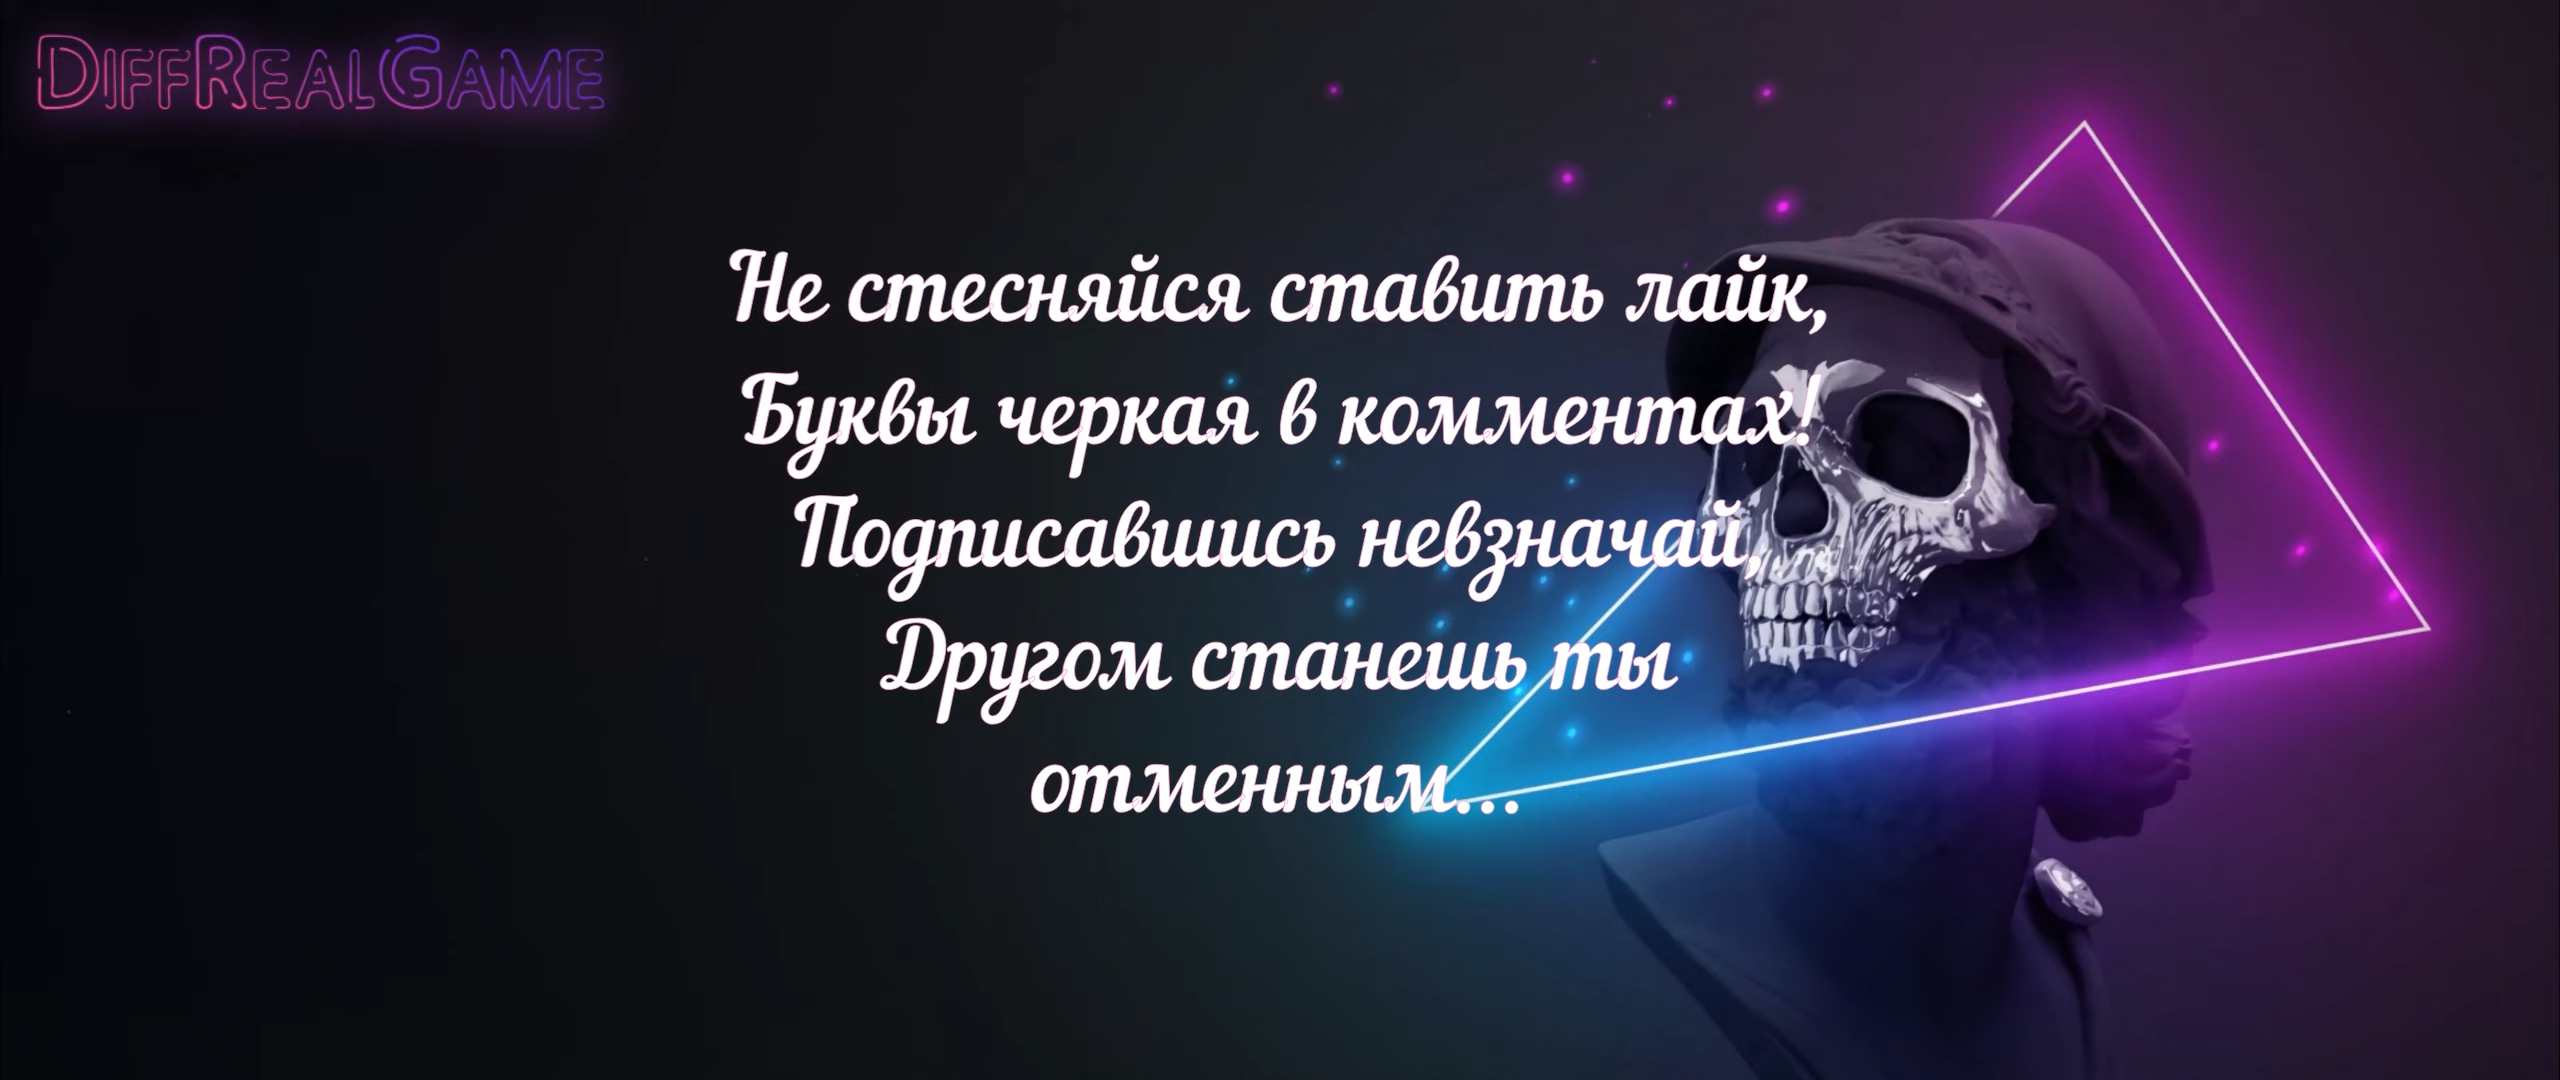 DiffRealGame
Не стесняйся ставить лайк,
Буквы черкая в комментах!
Подписавшись невзначай,
Другом станешь ты
отменным...